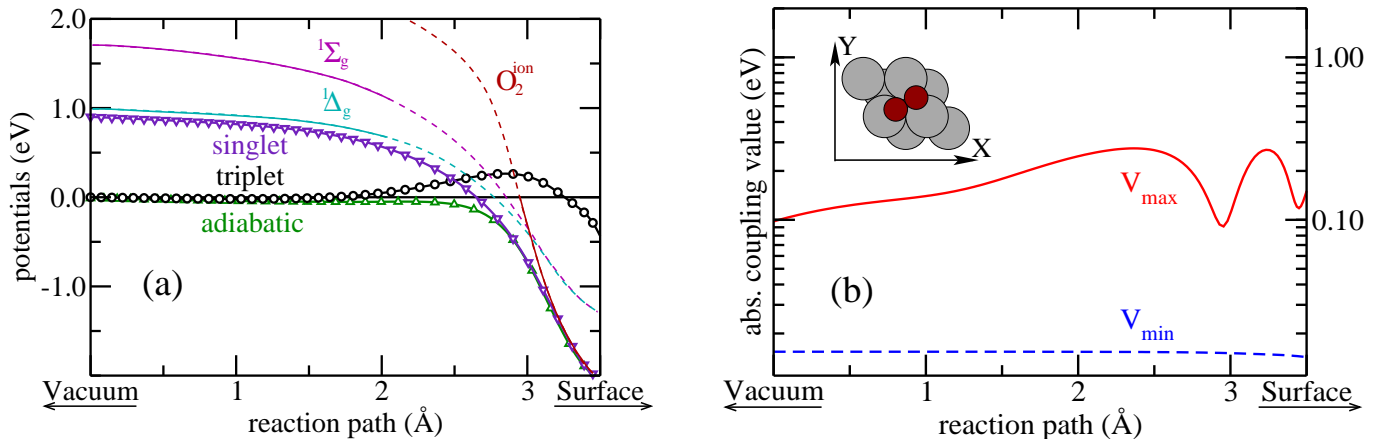 2.0
1.0
0.0
-1.0
potentials (eV)
¹Σg
¹Δg
O₂ion
singlet
triplet
adiabatic
(a)
Vacuum 1 2 3 Surface
reaction path (Å)
abs. coupling value (eV)
Y
X
1.00
0.10
Vmax
Vmin
(b)
Vacuum 1 2 3 Surface
reaction path (Å)